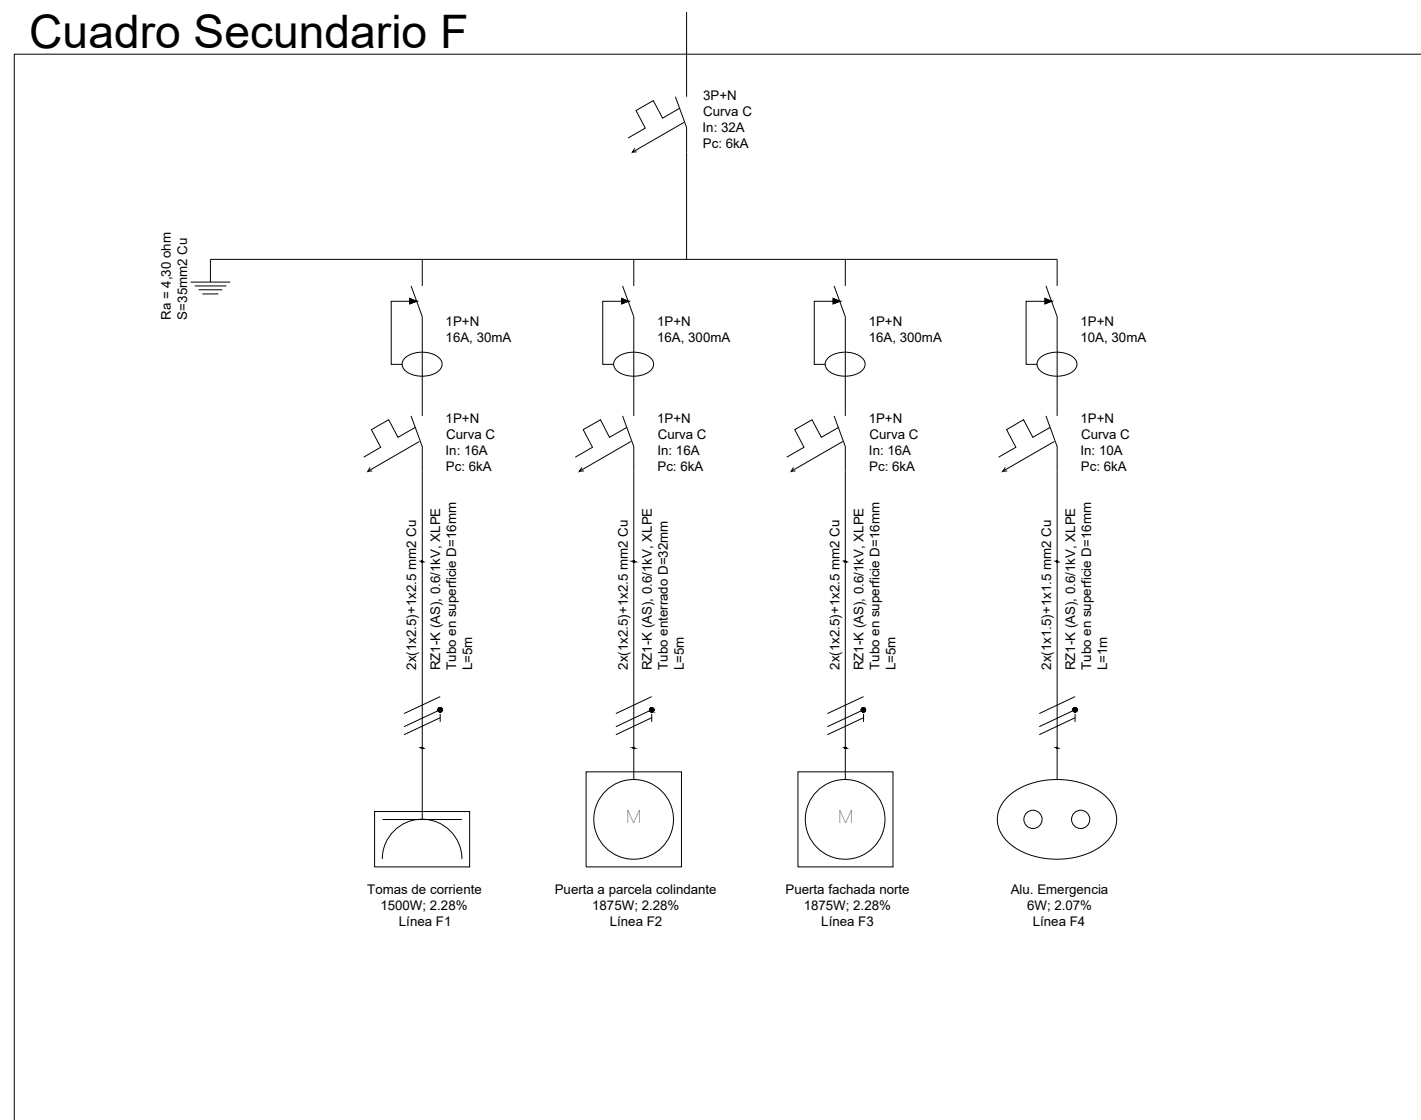 Cuadro Secundario F
3P+N
Curva C
In: 32A
Pc: 6kA
Ra = 4,30 ohm
S=35mm2 Cu
1P+N
16A, 30mA
1P+N
16A, 300mA
1P+N
16A, 300mA
1P+N
10A, 30mA
1P+N
Curva C
In: 16A
Pc: 6kA
1P+N
Curva C
In: 16A
Pc: 6kA
1P+N
Curva C
In: 16A
Pc: 6kA
1P+N
Curva C
In: 10A
Pc: 6kA
2x(1x2.5)+1x2.5 mm2 Cu
RZ1-K (AS), 0.6/1kV, XLPE
Tubo en superficie D=16mm
L=5m
2x(1x2.5)+1x2.5 mm2 Cu
RZ1-K (AS), 0.6/1kV, XLPE
Tubo enterrado D=32mm
L=5m
2x(1x2.5)+1x2.5 mm2 Cu
RZ1-K (AS), 0.6/1kV, XLPE
Tubo en superficie D=16mm
L=5m
2x(1x1.5)+1x1.5 mm2 Cu
RZ1-K (AS), 0.6/1kV, XLPE
Tubo en superficie D=16mm
L=1m
M
M
Tomas de corriente
1500W; 2.28%
Línea F1
Puerta a parcela colindante
1875W; 2.28%
Línea F2
Puerta fachada norte
1875W; 2.28%
Línea F3
Alu. Emergencia
6W; 2.07%
Línea F4